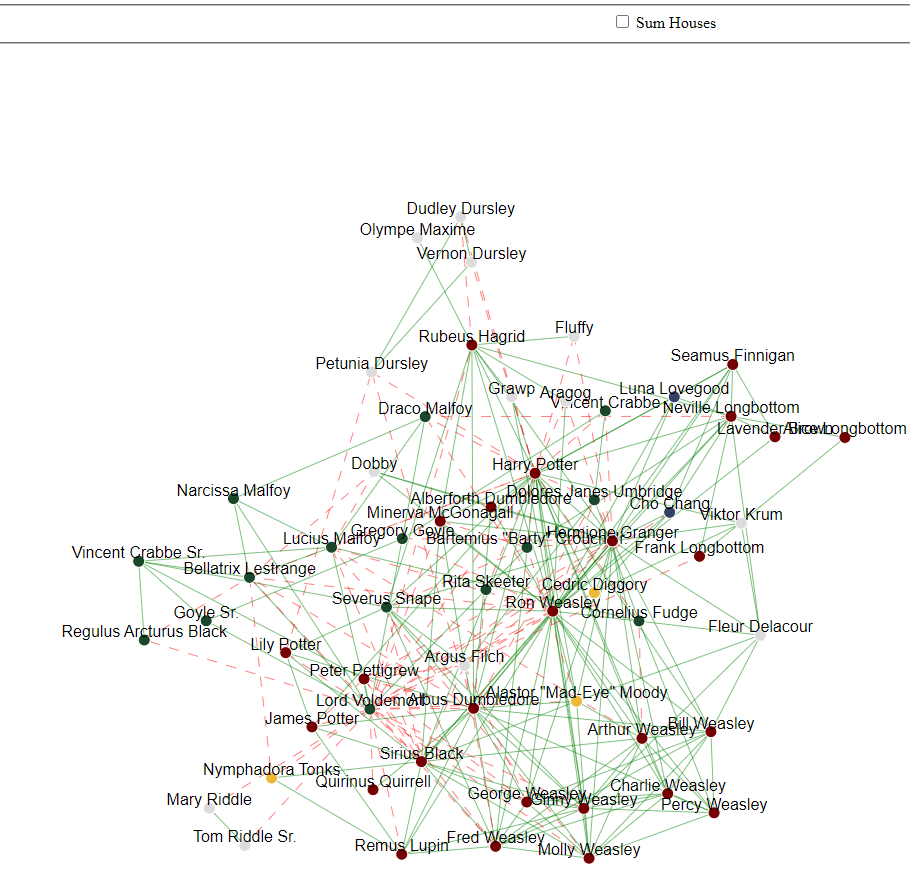 Sum Houses
Dudley Dursley
Olympe Maxime
Vernon Dursley
Fluffy
Rubeus Hagrid
Seamus Finnigan
Petunia Dursley
Grawp
Aragog
Luna Lovegood
Vincent Crabbe
Draco Malfoy
Neville Longbottom
Lavender Brown
Alice Longbottom
Dobby
Harry Potter
Narcissa Malfoy
Dolores Janes Umbridge
Alberforth Dumbledore
Cho Chang
Minerva McGonagall
Viktor Krum
Gregory Goyle
Hermione Granger
Lucius Malfoy
Bartemius "Barty" Crouch
Frank Longbottom
Vincent Crabbe Sr.
Bellatrix Lestrange
Rita Skeeter
Cedric Diggory
Severus Snape
Ron Weasley
Goyle Sr.
Cornelius Fudge
Regulus Arcturus Black
Fleur Delacour
Lily Potter
Argus Filch
Peter Pettigrew
Alastor "Mad-Eye" Moody
Lord Voldemort
Albus Dumbledore
James Potter
Bill Weasley
Arthur Weasley
Sirius Black
Nymphadora Tonks
Quirinus Quirrell
Charlie Weasley
George Weasley
Mary Riddle
Ginny Weasley
Percy Weasley
Tom Riddle Sr.
Fred Weasley
Remus Lupin
Molly Weasley